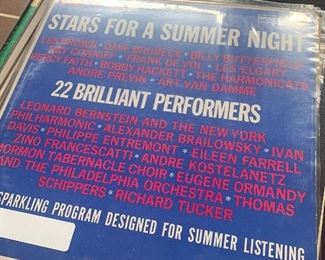 STARS FOR A SUMMER NIGHT
LES BROWN * DAVE BRUBECK * BILLY BUTTERFIELD
RAY CONNIFF * FRANK DE VOL * LES ELGART
PERCY FAITH * BOBBY HACKETT * THE HARMONICATS
ANDRE PREVIN * ART VAN DAMME
22 BRILLIANT PERFORMERS
LEONARD BERNSTEIN AND THE NEW YORK
PHILHARMONIC * ALEXANDER BRAILOWSKY * IVAN
DAVIS * PHILIPPE ENTREMONT * EILEEN FARRELL
ZINO FRANCESCATTI * ANDRE KOSTELANETZ
MORMON TABERNACLE CHOIR * EUGENE ORMANDY
AND THE PHILADELPHIA ORCHESTRA * THOMAS
SCHIPPERS * RICHARD TUCKER
SPARKLING PROGRAM DESIGNED FOR SUMMER LISTENING